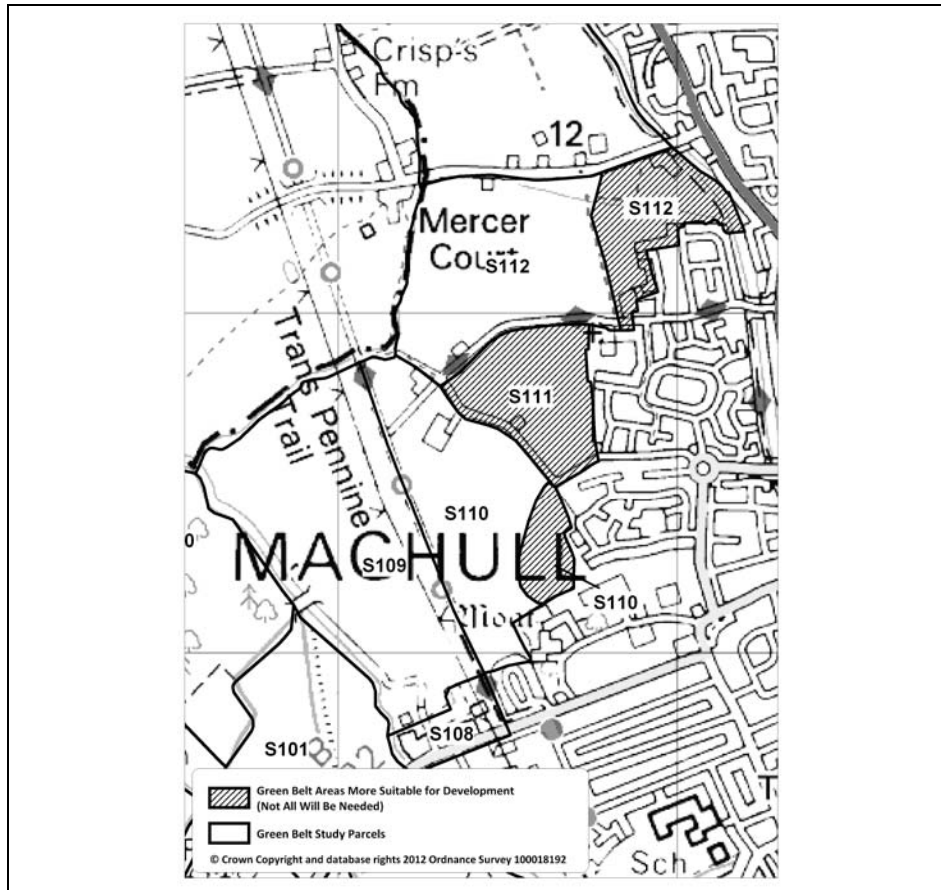 Crisp's
Fm
12
S112
Mercer
Court
S112
Trans Pennine
Trail
S111
S110
MACHULL
S109
S110
Moat
S108
S101
Sch
Green Belt Areas More Suitable for Development
(Not All Will Be Needed)
Green Belt Study Parcels
© Crown Copyright and database rights 2012 Ordnance Survey 100018192